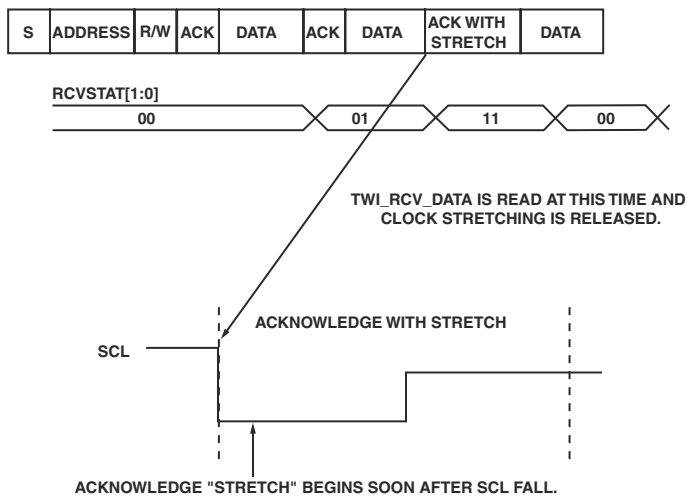 S ADDRESS R/W ACK DATA ACK DATA ACK WITH STRETCH DATA
RCVSTAT[1:0]
00 01 11 00
TWI_RCV_DATA IS READ AT THIS TIME AND
CLOCK STRETCHING IS RELEASED.
ACKNOWLEDGE WITH STRETCH
SCL
ACKNOWLEDGE "STRETCH" BEGINS SOON AFTER SCL FALL.